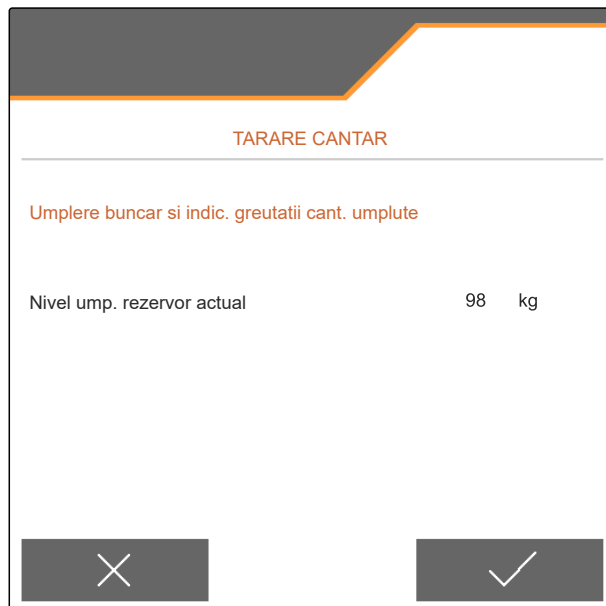 TARARE CANTAR
Umplere buncar si indic. greutatii cant. umplute
Nivel ump. rezervor actual 98 kg